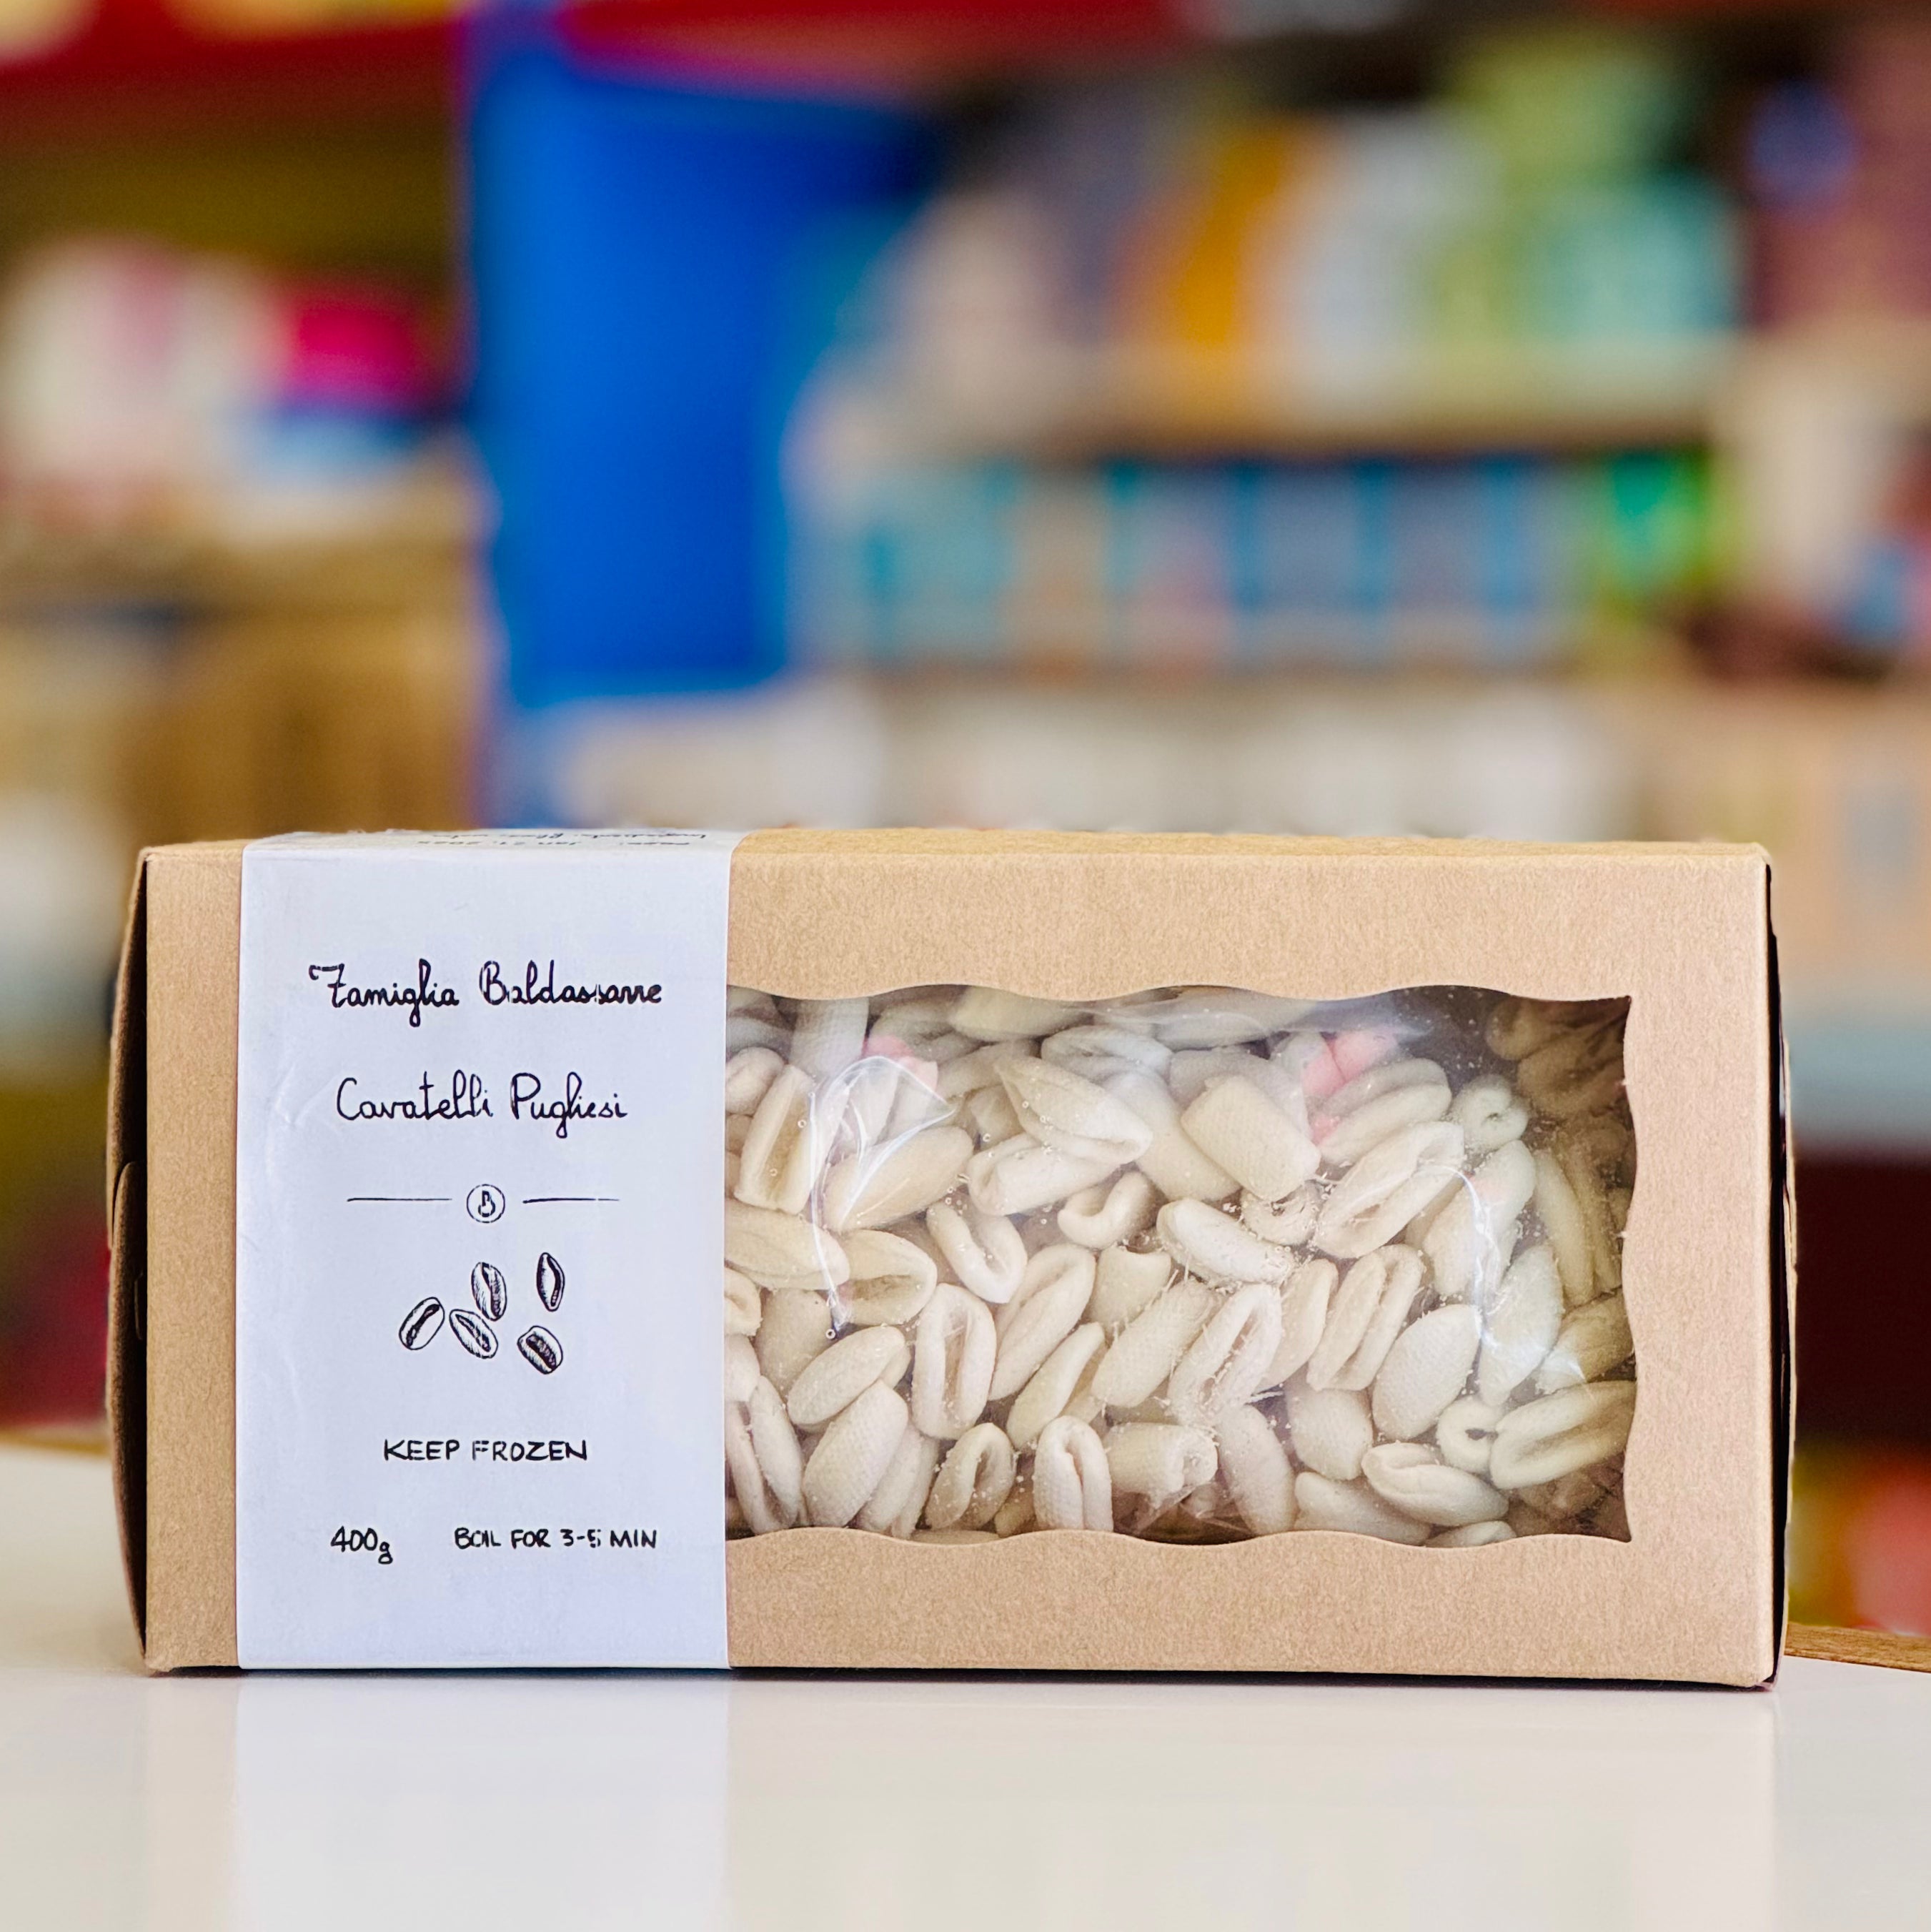 Famiglia Baldassarre
Cavatelli Pugliesi
B
KEEP FROZEN
400g BOIL FOR 3-5 MIN